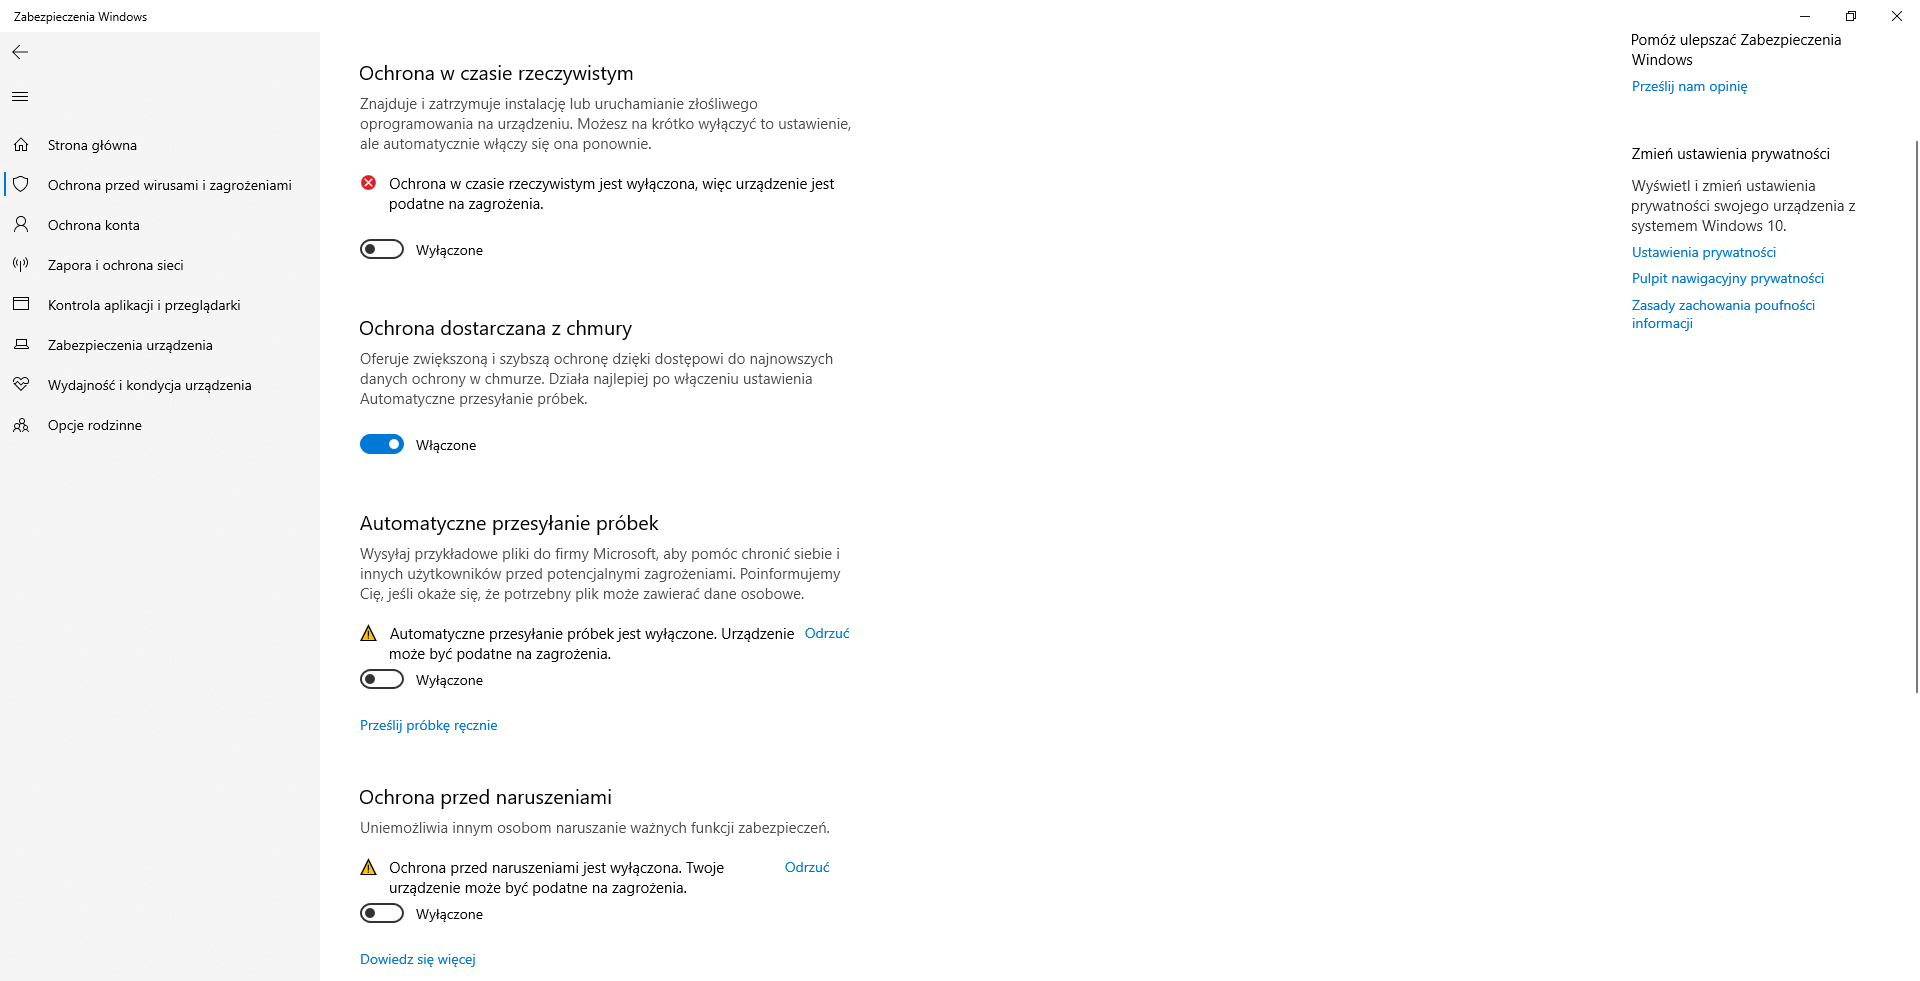 Zabezpieczenia Windows
Strona główna
Ochrona przed wirusami i zagrożeniami
Ochrona konta
Zapora i ochrona sieci
Kontrola aplikacji i przeglądarki
Zabezpieczenia urządzenia
Wydajność i kondycja urządzenia
Opcje rodzinne
Ochrona w czasie rzeczywistym
Znajduje i zatrzymuje instalację lub uruchamianie złośliwego
oprogramowania na urządzeniu. Możesz na krótko wyłączyć to ustawienie,
ale automatycznie włączy się ona ponownie.
Ochrona w czasie rzeczywistym jest wyłączona, więc urządzenie jest
podatne na zagrożenia.
Wyłączone
Ochrona dostarczana z chmury
Oferuje zwiększoną i szybszą ochronę dzięki dostępowi do najnowszych
danych ochrony w chmurze. Działa najlepiej po włączeniu ustawienia
Automatyczne przesyłanie próbek.
Włączone
Automatyczne przesyłanie próbek
Wysyłaj przykładowe pliki do firmy Microsoft, aby pomóc chronić siebie i
innych użytkowników przed potencjalnymi zagrożeniami. Poinformujemy
Cię, jeśli okaże się, że potrzebny plik może zawierać dane osobowe.
Automatyczne przesyłanie próbek jest wyłączone. Urządzenie Odrzuć
może być podatne na zagrożenia.
Wyłączone
Prześlij próbkę ręcznie
Ochrona przed naruszeniami
Uniemożliwia innym osobom naruszanie ważnych funkcji zabezpieczeń.
Ochrona przed naruszeniami jest wyłączona. Twoje Odrzuć
urządzenie może być podatne na zagrożenia.
Wyłączone
Dowiedz się więcej
Pomóż ulepszać Zabezpieczenia
Windows
Prześlij nam opinię
Zmień ustawienia prywatności
Wyświetl i zmień ustawienia
prywatności swojego urządzenia z
systemem Windows 10.
Ustawienia prywatności
Pulpit nawigacyjny prywatności
Zasady zachowania poufności
informacji